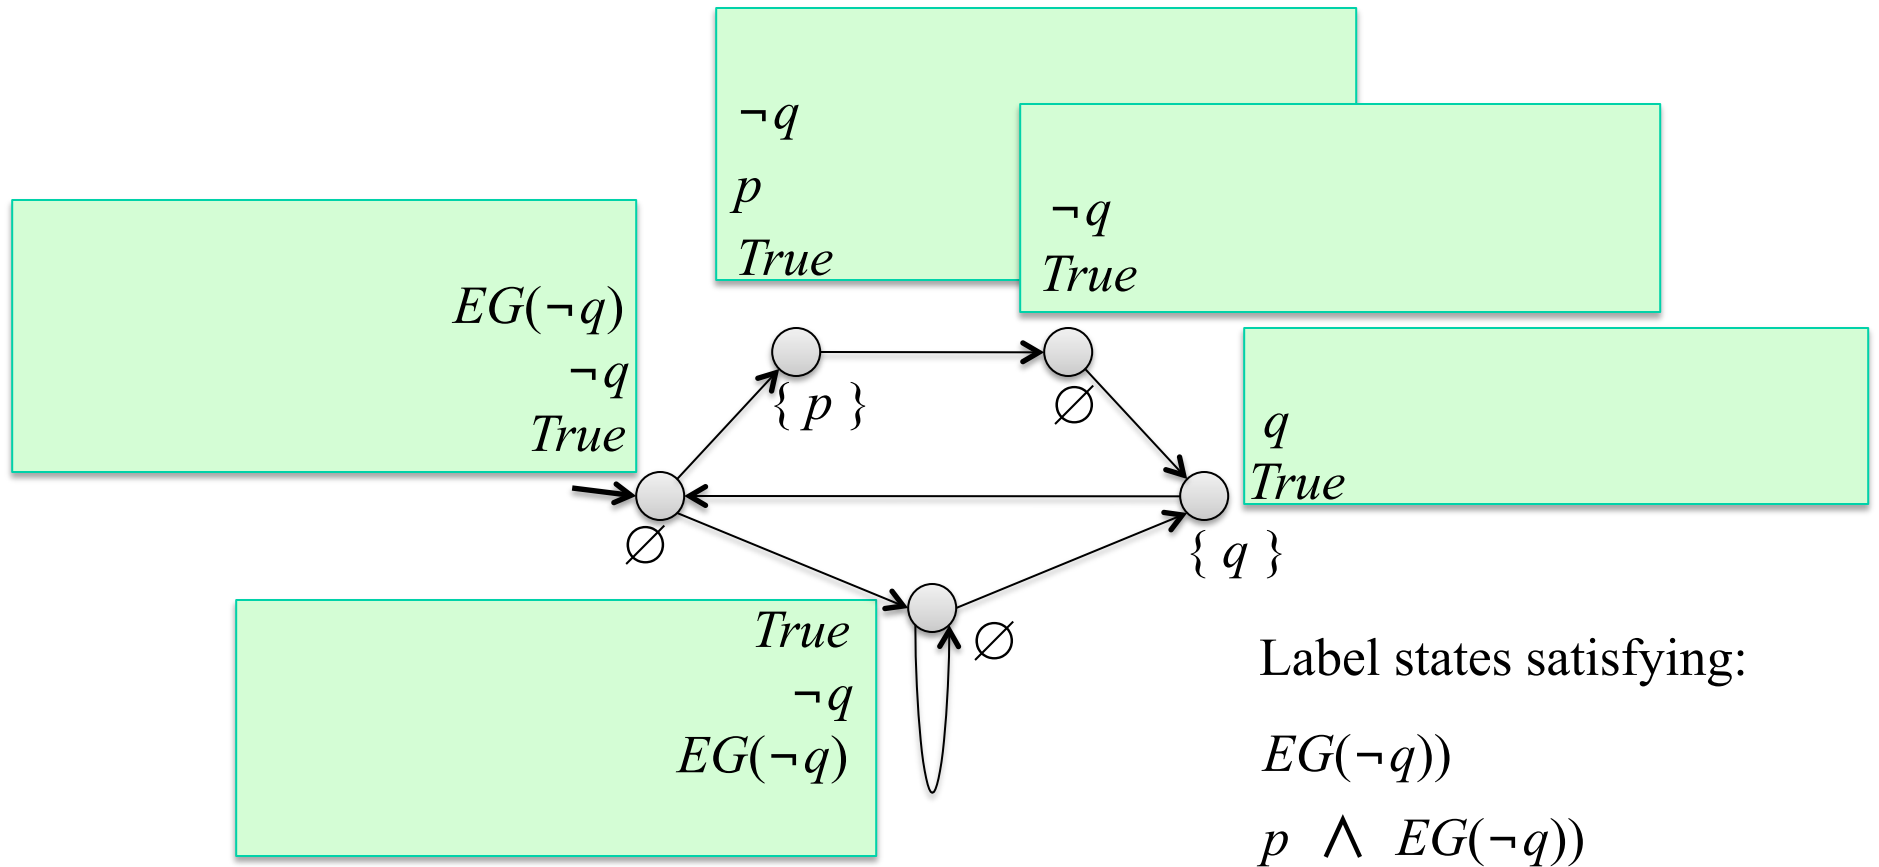 ¬q
p
True
¬q
True
EG(¬q)
¬q
True
{ p }
∅
q
True
∅
{ q }
True
¬q
EG(¬q)
∅
Label states satisfying:
EG(¬q))
p ∧ EG(¬q))